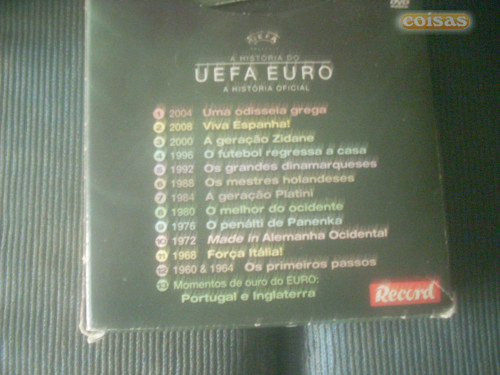 DVD
coisas
UEFA
A HISTÓRIA DO
UEFA EURO
A HISTÓRIA OFICIAL
1 2004 Uma odisseia grega
2 2008 Viva Espanha!
3 2000 A geração Zidane
4 1996 O futebol regressa a casa
5 1992 Os grandes dinamarqueses
6 1988 Os mestres holandeses
7 1984 A geração Platini
8 1980 O melhor do ocidente
9 1976 O penálti de Panenka
10 1972 Made in Alemanha Ocidental
11 1968 Força Itália!
12 1960 & 1964 Os primeiros passos
13 Momentos de ouro do EURO:
Portugal e Inglaterra
Record